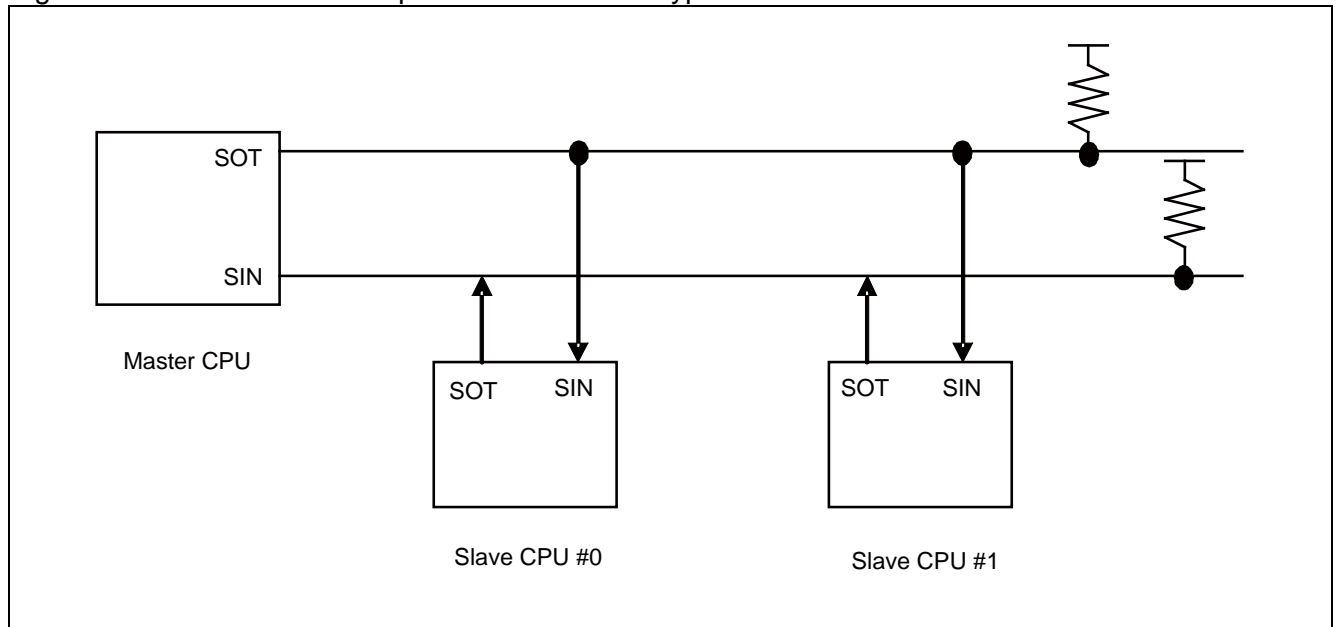 SOT
SIN
Master CPU
SOT SIN
Slave CPU #0
SOT SIN
Slave CPU #1